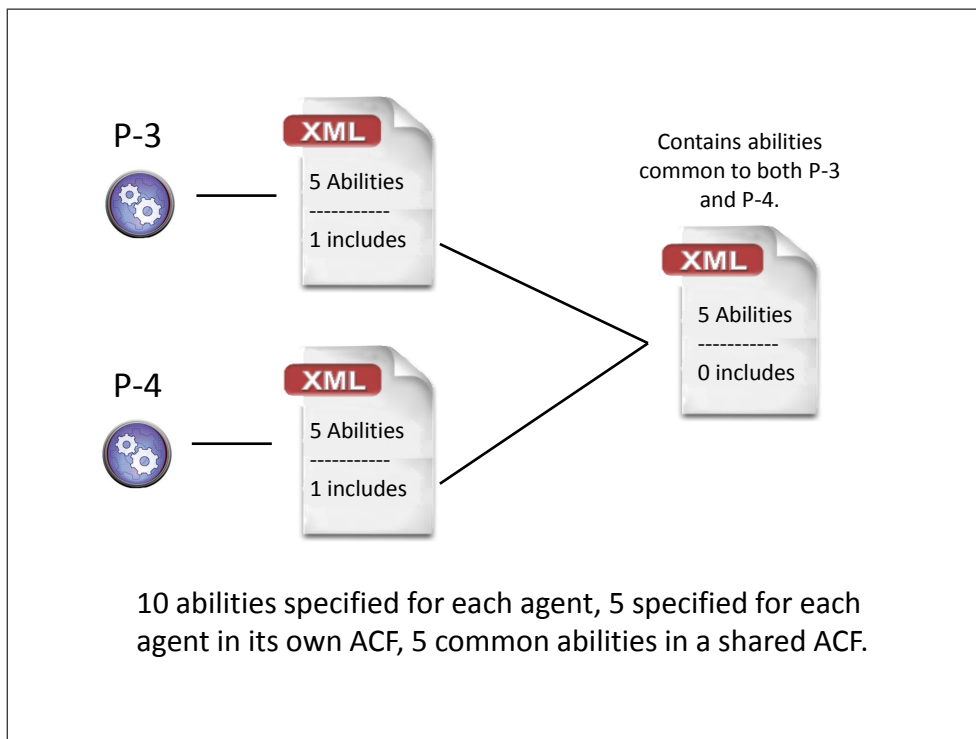 P-3
XML
5 Abilities
-----------
1 includes
Contains abilities
common to both P-3
and P-4.
XML
5 Abilities
-----------
0 includes
P-4
XML
5 Abilities
-----------
1 includes
10 abilities specified for each agent, 5 specified for each
agent in its own ACF, 5 common abilities in a shared ACF.